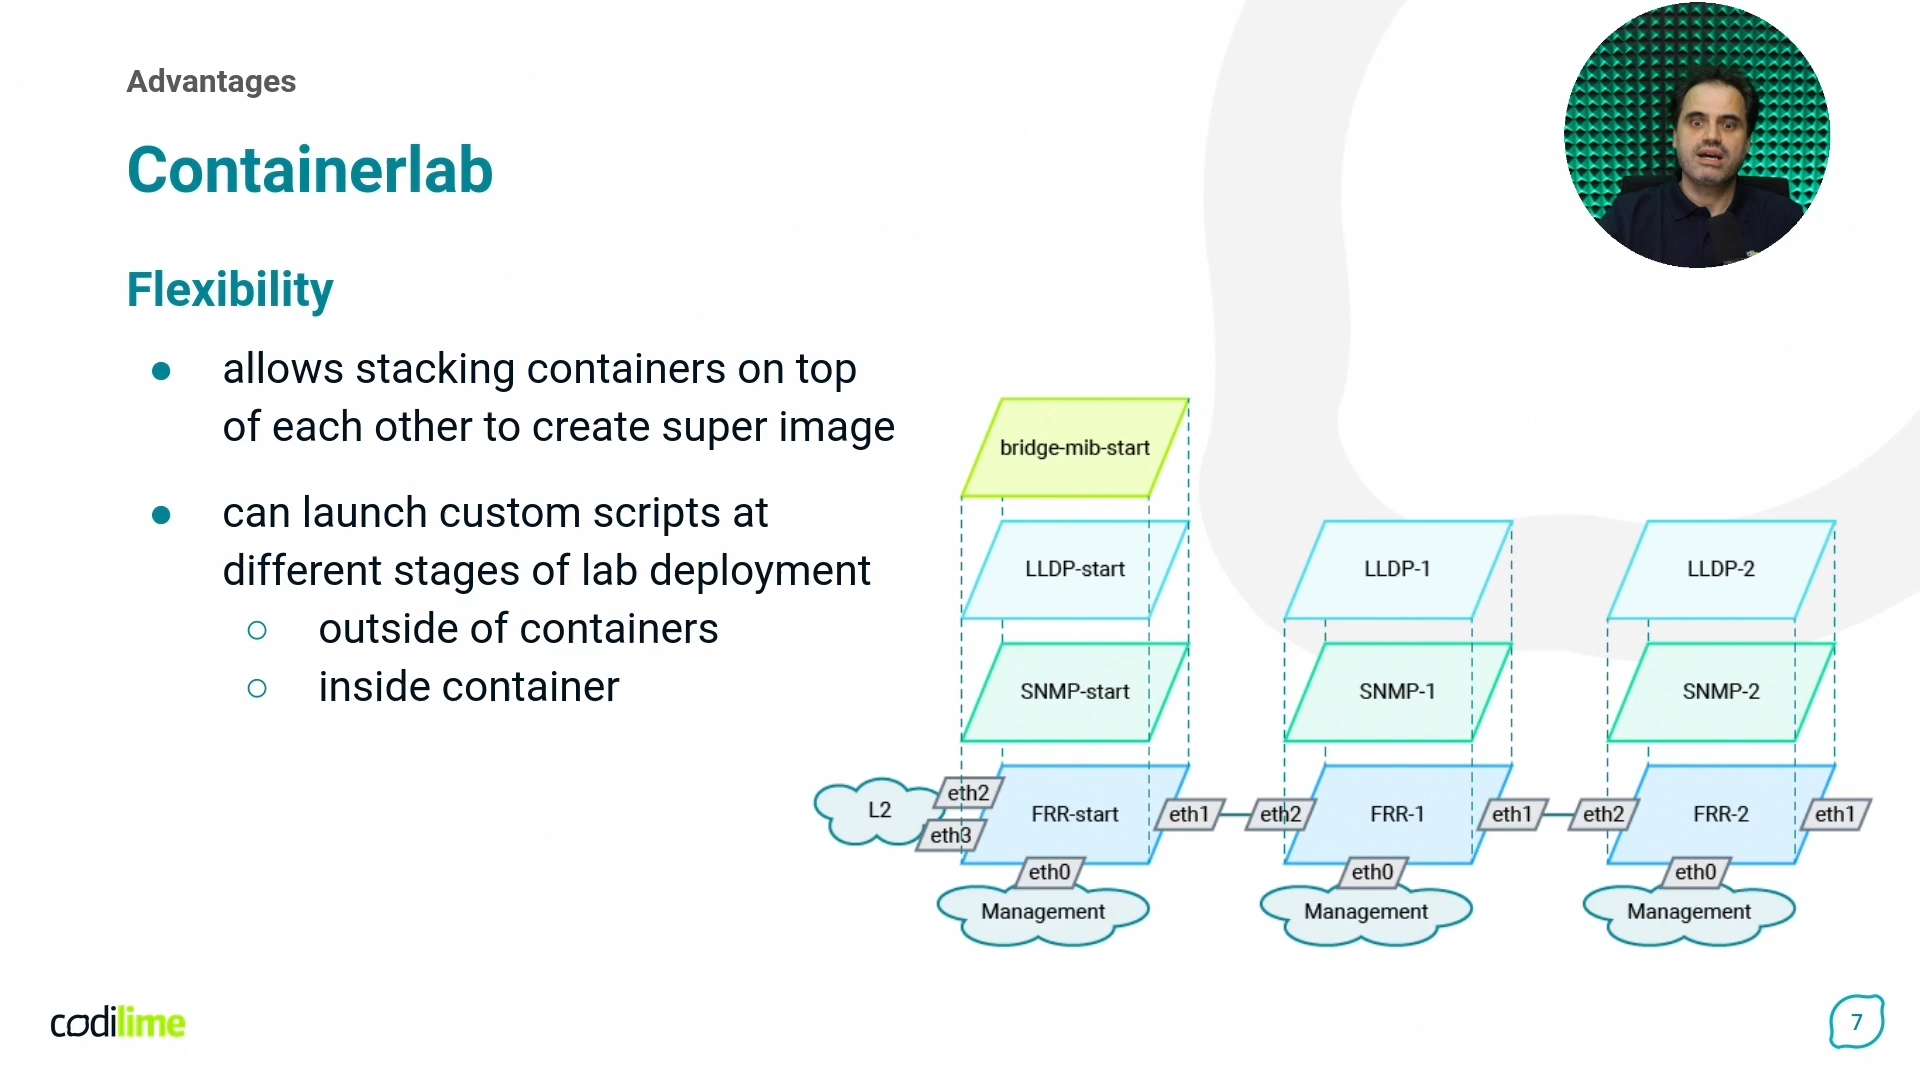 Advantages
Containerlab
Flexibility
● allows stacking containers on top
of each other to create super image
● can launch custom scripts at
different stages of lab deployment
○ outside of containers
○ inside container
bridge-mib-start
LLDP-start
LLDP-1
LLDP-2
SNMP-start
SNMP-1
SNMP-2
L2
eth2
eth3
FRR-start
eth1
eth2
FRR-1
eth1
eth2
FRR-2
eth1
eth0
eth0
eth0
Management
Management
Management
codilime
7